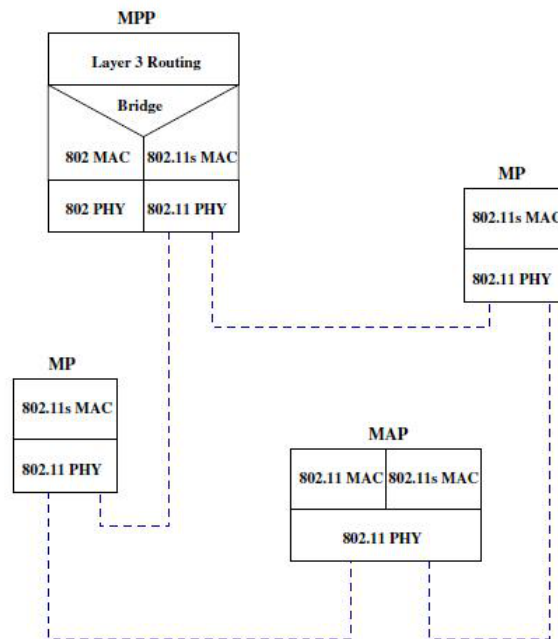 MPP
Layer 3 Routing
Bridge
802 MAC 802.11s MAC
802 PHY 802.11 PHY
MP
802.11s MAC
802.11 PHY
MP
802.11s MAC
802.11 PHY
MAP
802.11 MAC 802.11s MAC
802.11 PHY